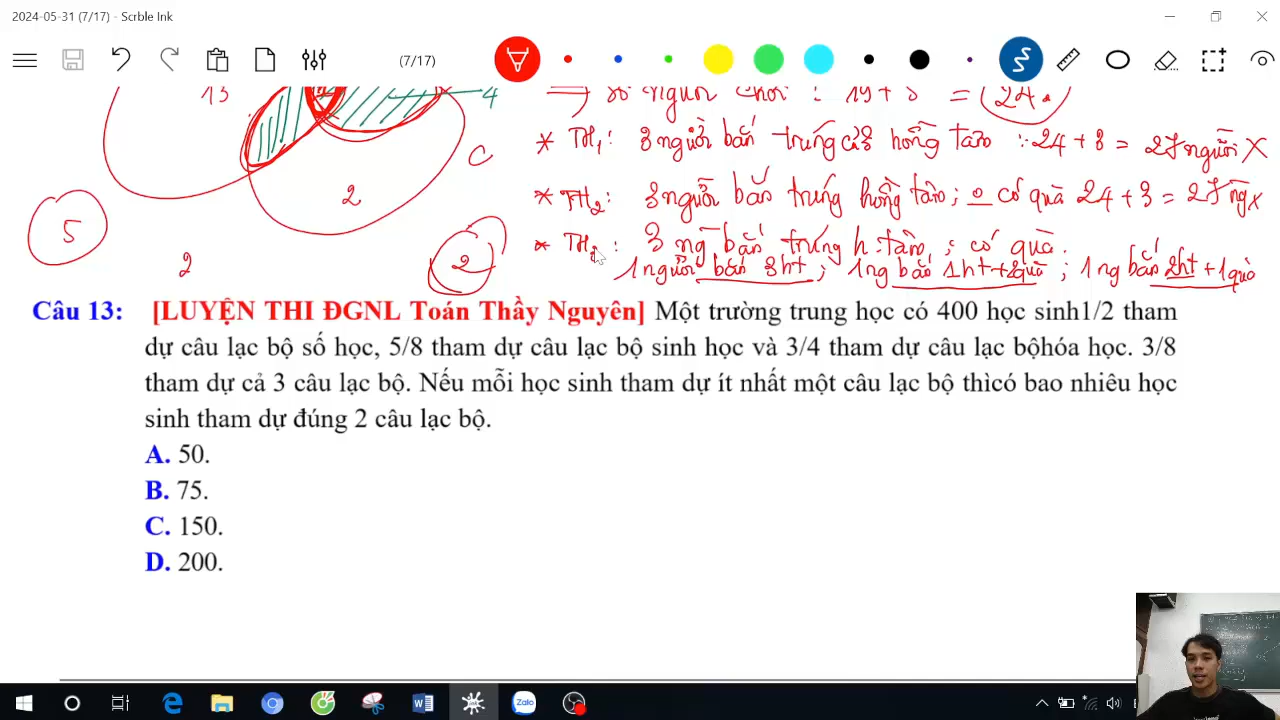 2024-05-31 (7/17) - Scrble Ink
(7/17)
13
4
= 24.
* TH1: 3 người bắn trúng cả 3 hồng tâm : 24 + 3 = 27 người X
C
2
* TH2: 3 người bắn trúng hồng tâm; 0 có quà 24 + 3 = 27 ng X
5
* TH3: 3 ng bắn trúng h.tâm ; có quà.
2
2
1 người bắn 3ht ; 1 ng bắn 1ht+2quà ; 1 ng bắn 2ht +1quà
Câu 13: [LUYỆN THI ĐGNL Toán Thầy Nguyên] Một trường trung học có 400 học sinh1/2 tham
dự câu lạc bộ số học, 5/8 tham dự câu lạc bộ sinh học và 3/4 tham dự câu lạc bộhóa học. 3/8
tham dự cả 3 câu lạc bộ. Nếu mỗi học sinh tham dự ít nhất một câu lạc bộ thìcó bao nhiêu học
sinh tham dự đúng 2 câu lạc bộ.
A. 50.
B. 75.
C. 150.
D. 200.
Zalo